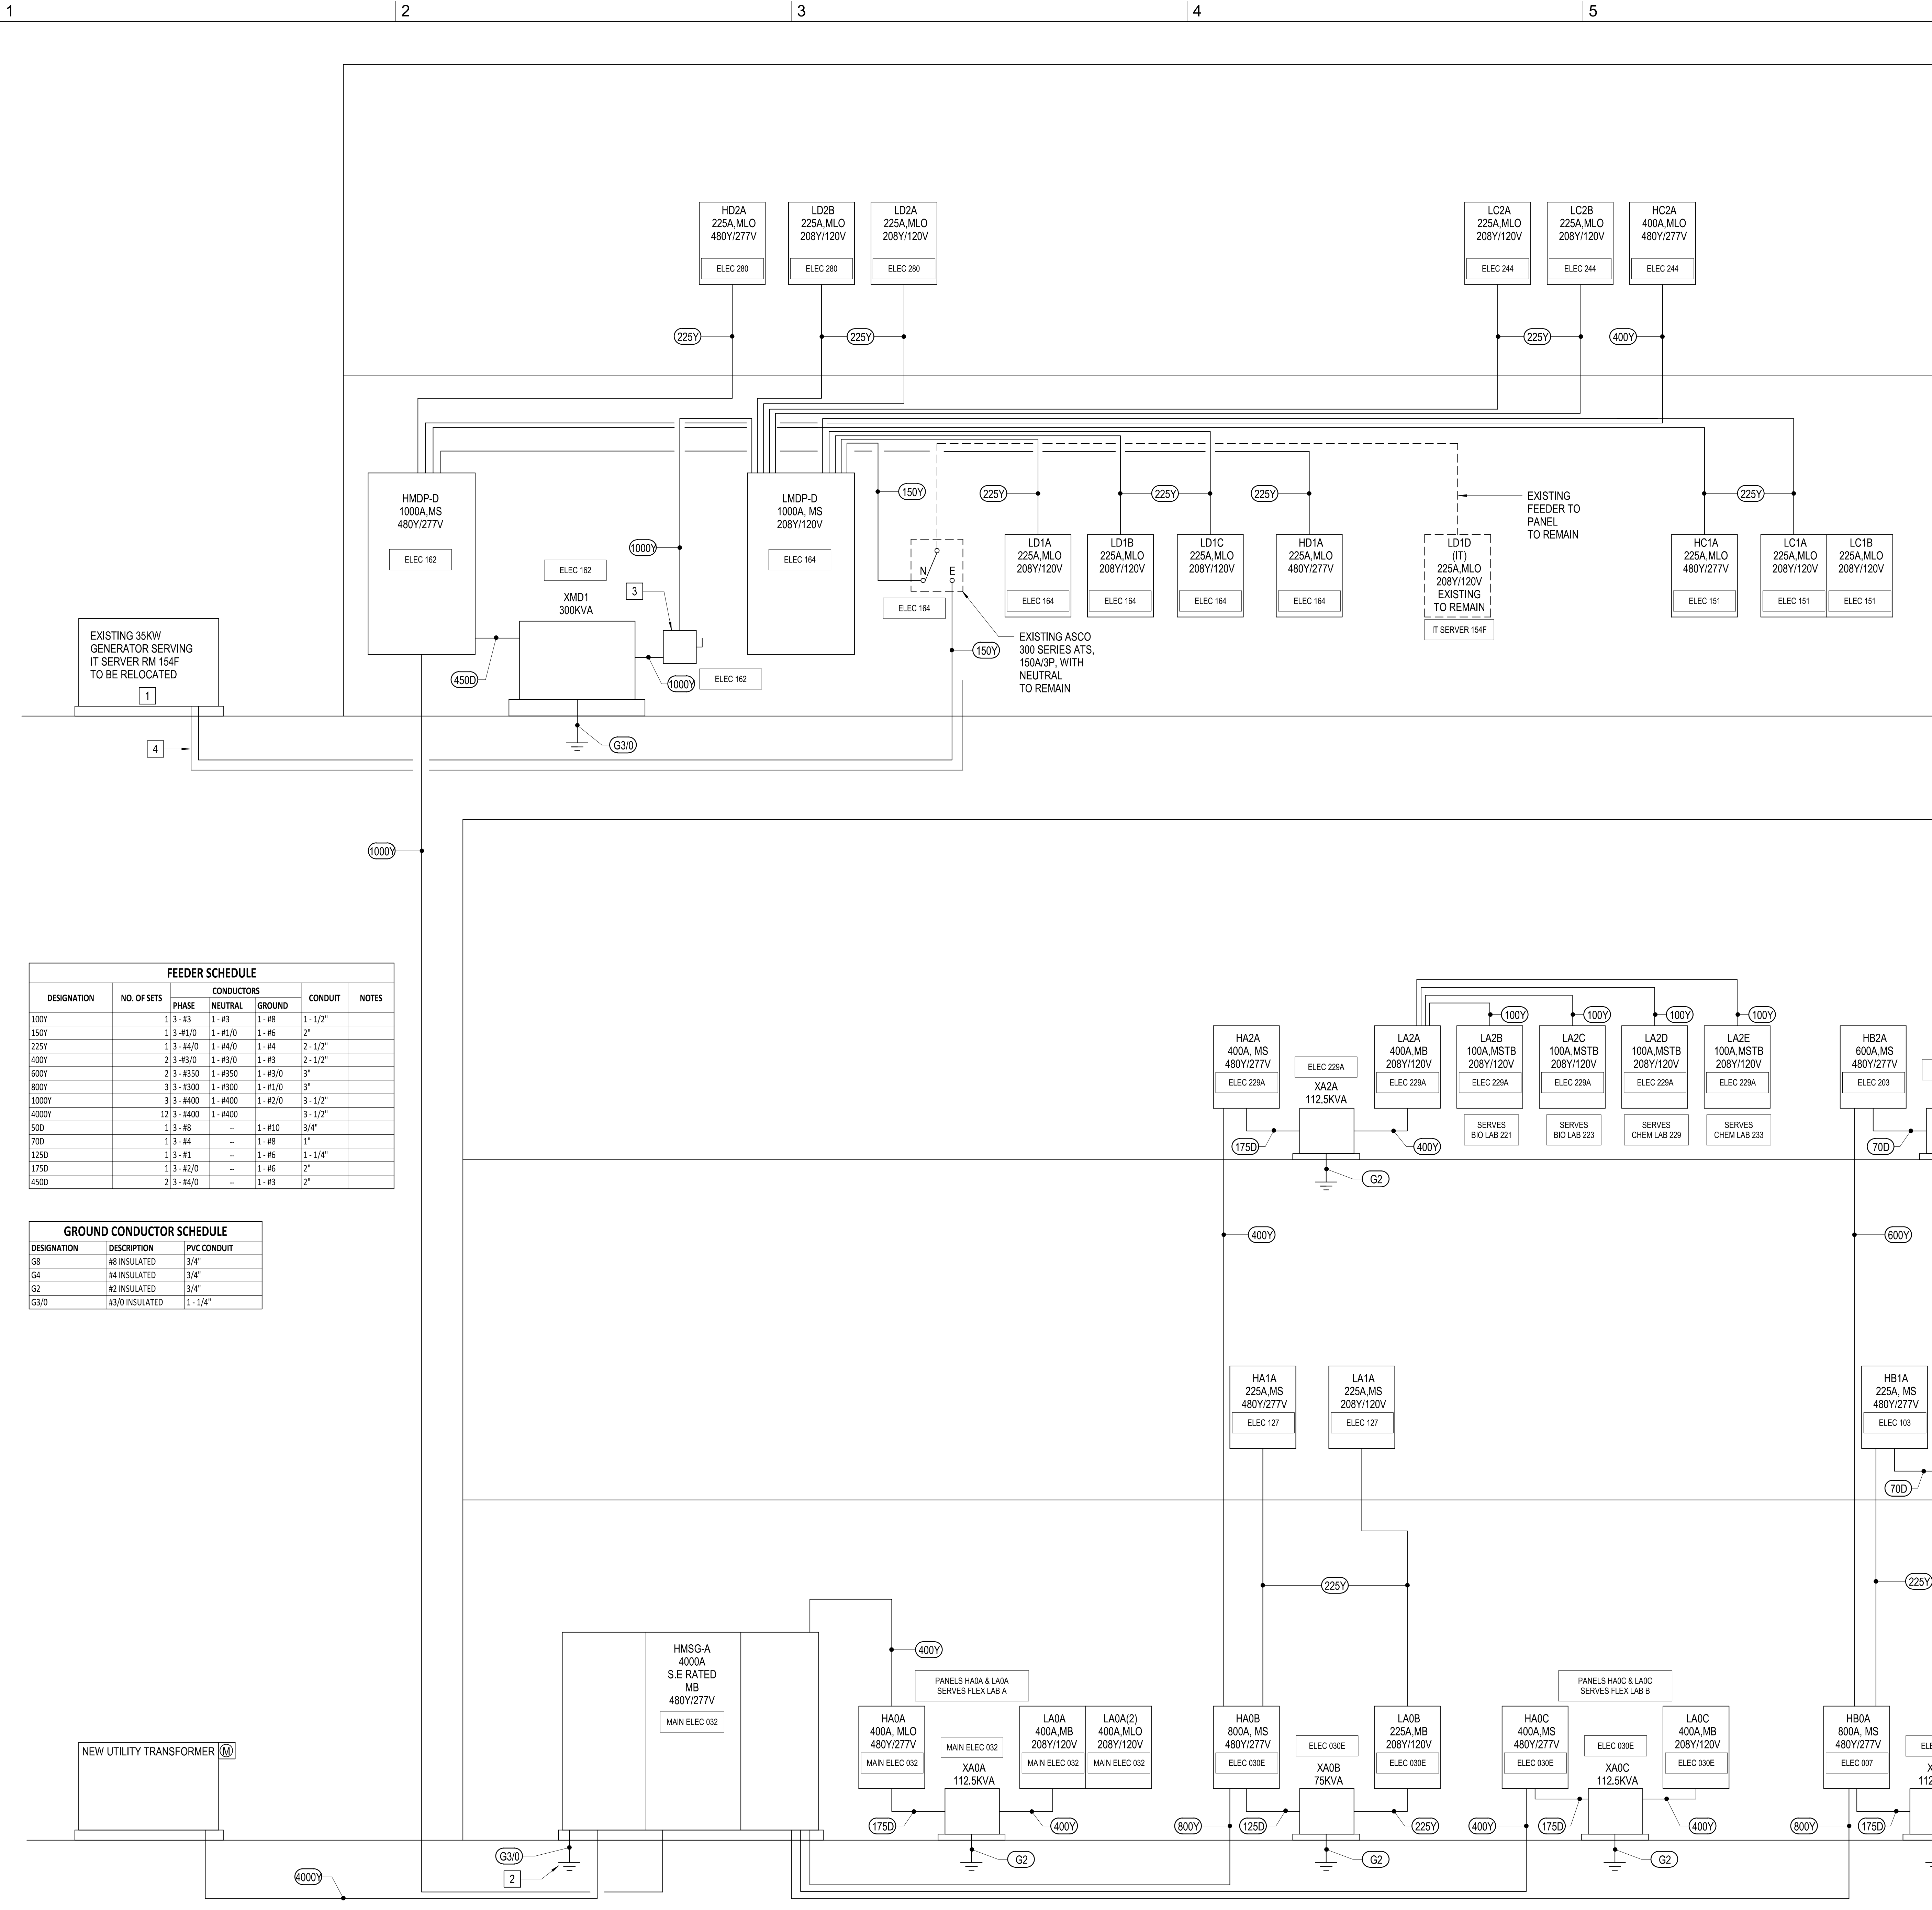 1
2
3
4
5
HD2A
225A,MLO
480Y/277V
ELEC 280
LD2B
225A,MLO
208Y/120V
ELEC 280
LD2A
225A,MLO
208Y/120V
ELEC 280
LC2A
225A,MLO
208Y/120V
ELEC 244
LC2B
225A,MLO
208Y/120V
ELEC 244
HC2A
400A,MLO
480Y/277V
ELEC 244
225Y
225Y
225Y
400Y
HMDP-D
1000A,MS
480Y/277V
ELEC 162
ELEC 162
XMD1
300KVA
1000Y
3
LMDP-D
1000A, MS
208Y/120V
ELEC 164
150Y
N
E
ELEC 164
225Y
225Y
225Y
LD1A
225A,MLO
208Y/120V
ELEC 164
LD1B
225A,MLO
208Y/120V
ELEC 164
LD1C
225A,MLO
208Y/120V
ELEC 164
HD1A
225A,MLO
480Y/277V
ELEC 164
LD1D
(IT)
225A,MLO
208Y/120V
EXISTING
TO REMAIN
IT SERVER 154F
EXISTING
FEEDER TO
PANEL
TO REMAIN
225Y
HC1A
225A,MLO
480Y/277V
ELEC 151
LC1A
225A,MLO
208Y/120V
ELEC 151
LC1B
225A,MLO
208Y/120V
ELEC 151
EXISTING 35KW
GENERATOR SERVING
IT SERVER RM 154F
TO BE RELOCATED
1
450D
1000Y
ELEC 162
150Y
EXISTING ASCO
300 SERIES ATS,
150A/3P, WITH
NEUTRAL
TO REMAIN
4
G3/0
1000Y
FEEDER SCHEDULE
DESIGNATION NO. OF SETS CONDUCTORS CONDUIT NOTES
PHASE NEUTRAL GROUND
100Y 1 3 - #3 1 - #3 1 - #8 1 - 1/2"
150Y 1 3 -#1/0 1 - #1/0 1 - #6 2"
225Y 1 3 - #4/0 1 - #4/0 1 - #4 2 - 1/2"
400Y 2 3 -#3/0 1 - #3/0 1 - #3 2 - 1/2"
600Y 2 3 - #350 1 - #350 1 - #3/0 3"
800Y 3 3 - #300 1 - #300 1 - #1/0 3"
1000Y 3 3 - #400 1 - #400 1 - #2/0 3 - 1/2"
4000Y 12 3 - #400 1 - #400 3 - 1/2"
50D 1 3 - #8 -- 1 - #10 3/4"
70D 1 3 - #4 -- 1 - #8 1"
125D 1 3 - #1 -- 1 - #6 1 - 1/4"
175D 1 3 - #2/0 -- 1 - #6 2"
450D 2 3 - #4/0 -- 1 - #3 2"
GROUND CONDUCTOR SCHEDULE
DESIGNATION DESCRIPTION PVC CONDUIT
G8 #8 INSULATED 3/4"
G4 #4 INSULATED 3/4"
G2 #2 INSULATED 3/4"
G3/0 #3/0 INSULATED 1 - 1/4"
100Y
100Y
100Y
100Y
HA2A
400A, MS
480Y/277V
ELEC 229A
ELEC 229A
XA2A
112.5KVA
LA2A
400A,MB
208Y/120V
ELEC 229A
LA2B
100A,MSTB
208Y/120V
ELEC 229A
SERVES
BIO LAB 221
LA2C
100A,MSTB
208Y/120V
ELEC 229A
SERVES
BIO LAB 223
LA2D
100A,MSTB
208Y/120V
ELEC 229A
SERVES
CHEM LAB 229
LA2E
100A,MSTB
208Y/120V
ELEC 229A
SERVES
CHEM LAB 233
HB2A
600A,MS
480Y/277V
ELEC 203
175D
400Y
70D
G2
400Y
600Y
HA1A
225A,MS
480Y/277V
ELEC 127
LA1A
225A,MS
208Y/120V
ELEC 127
HB1A
225A, MS
480Y/277V
ELEC 103
70D
225Y
225Y
HMSG-A
4000A
S.E RATED
MB
480Y/277V
MAIN ELEC 032
400Y
PANELS HA0A & LA0A
SERVES FLEX LAB A
HA0A
400A, MLO
480Y/277V
MAIN ELEC 032
MAIN ELEC 032
XA0A
112.5KVA
LA0A
400A,MB
208Y/120V
MAIN ELEC 032
LA0A(2)
400A,MLO
208Y/120V
MAIN ELEC 032
HA0B
800A, MS
480Y/277V
ELEC 030E
ELEC 030E
XA0B
75KVA
LA0B
225A,MB
208Y/120V
ELEC 030E
PANELS HA0C & LA0C
SERVES FLEX LAB B
HA0C
400A,MS
480Y/277V
ELEC 030E
ELEC 030E
XA0C
112.5KVA
LA0C
400A,MB
208Y/120V
ELEC 030E
HB0A
800A, MS
480Y/277V
ELEC 007
NEW UTILITY TRANSFORMER M
175D
400Y
800Y
125D
225Y
400Y
175D
400Y
800Y
175D
G3/0
2
G2
G2
G2
4000Y